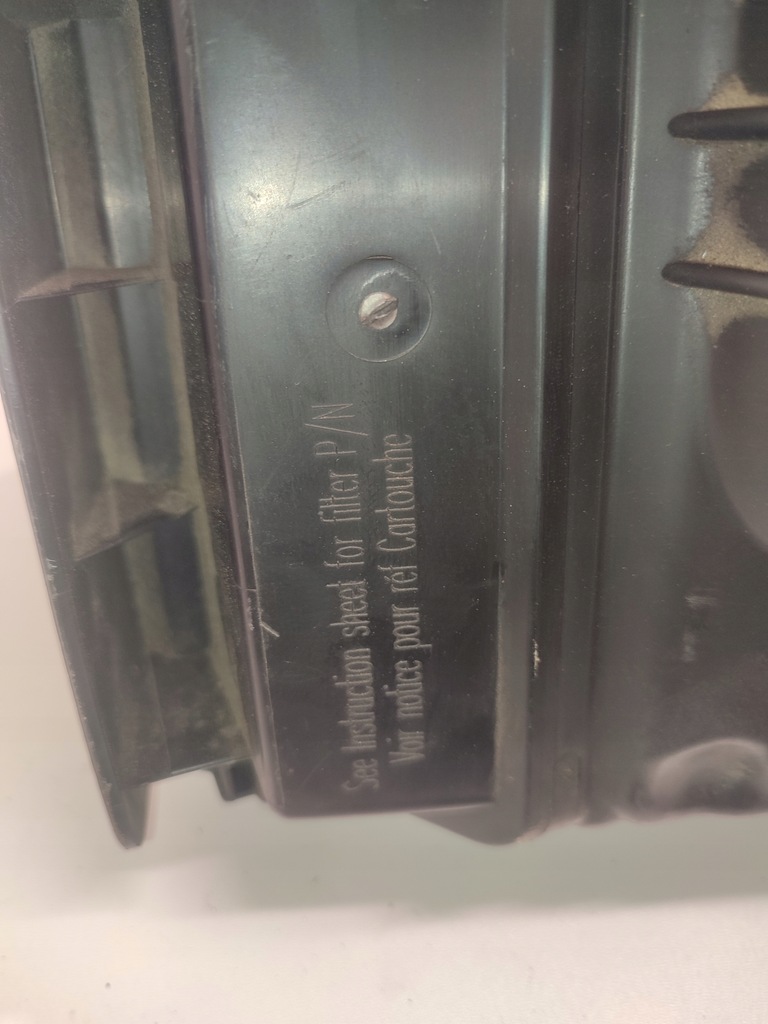 See Instruction sheet for filter P/N
Voir notice pour réf Cartouche